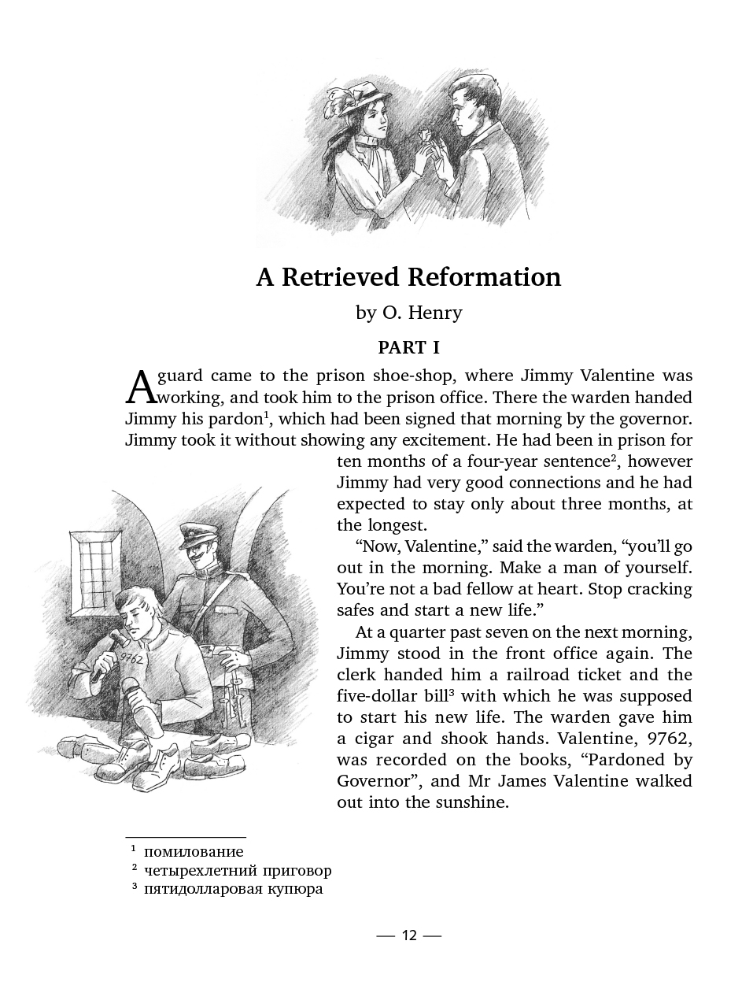 A Retrieved Reformation
by O. Henry
PART I
A guard came to the prison shoe-shop, where Jimmy Valentine was
working, and took him to the prison office. There the warden handed
Jimmy his pardon¹, which had been signed that morning by the governor.
Jimmy took it without showing any excitement. He had been in prison for
ten months of a four-year sentence², however
Jimmy had very good connections and he had
expected to stay only about three months, at
the longest.
“Now, Valentine,” said the warden, “you’ll go
out in the morning. Make a man of yourself.
You’re not a bad fellow at heart. Stop cracking
safes and start a new life.”
At a quarter past seven on the next morning,
Jimmy stood in the front office again. The
clerk handed him a railroad ticket and the
five-dollar bill³ with which he was supposed
to start his new life. The warden gave him
a cigar and shook hands. Valentine, 9762,
was recorded on the books, “Pardoned by
Governor”, and Mr James Valentine walked
out into the sunshine.
9762
¹ помилование
² четырехлетний приговор
³ пятидолларовая купюра
— 12 —